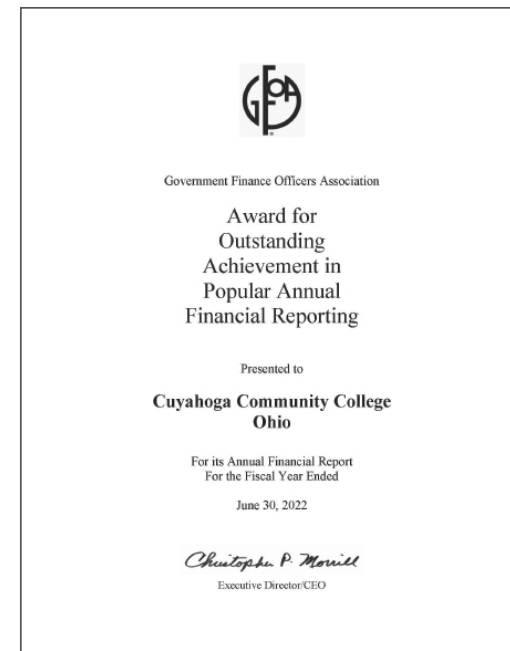 GFOA
Government Finance Officers Association
Award for
Outstanding
Achievement in
Popular Annual
Financial Reporting
Presented to
Cuyahoga Community College
Ohio
For its Annual Financial Report
For the Fiscal Year Ended
June 30, 2022
Christopher P. Morrill
Executive Director/CEO